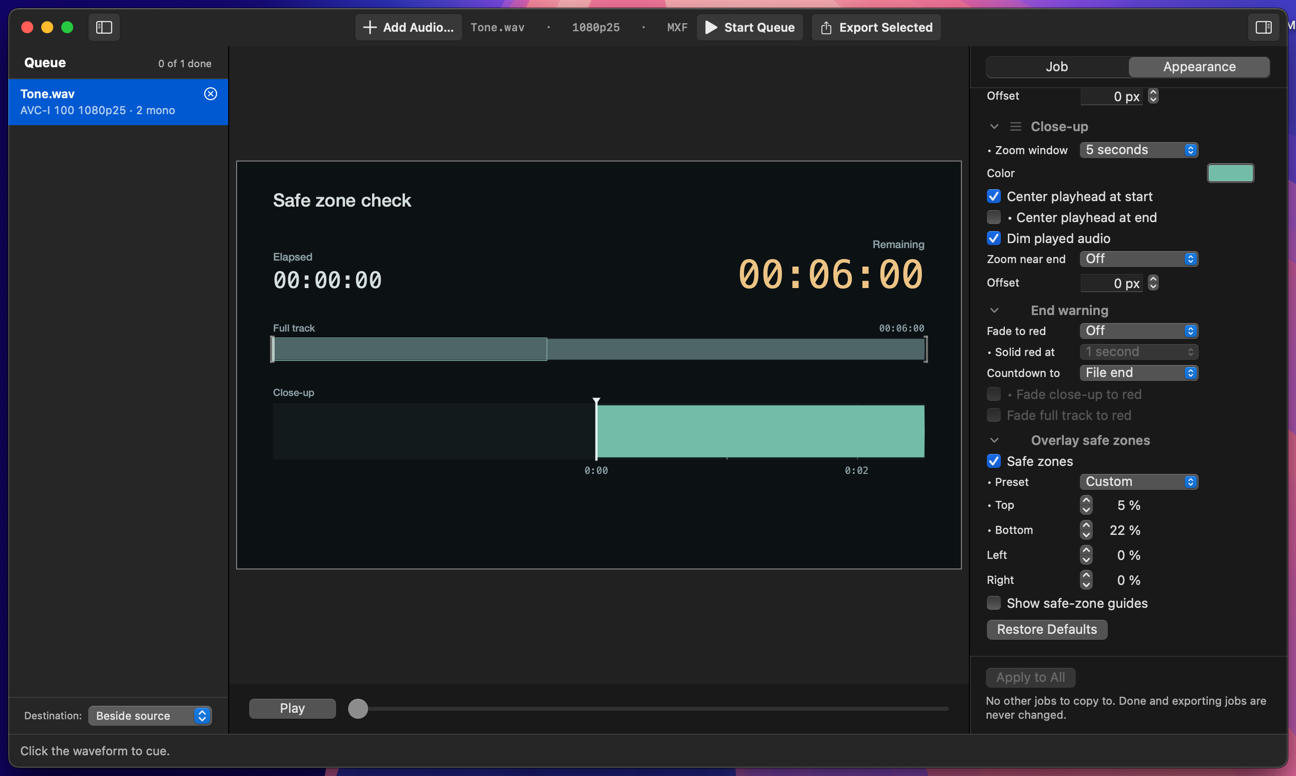 Add Audio... Tone.wav · 1080p25 · MXF Start Queue Export Selected
Queue 0 of 1 done
Tone.wav
AVC-I 100 1080p25 · 2 mono
Destination: Beside source
Click the waveform to cue.
Safe zone check
Elapsed
00:00:00
Remaining
00:06:00
Full track 00:06:00
Close-up
0:00 0:02
Play
Job Appearance
Offset 0 px
Close-up
• Zoom window 5 seconds
Color
Center playhead at start
• Center playhead at end
Dim played audio
Zoom near end Off
Offset 0 px
End warning
Fade to red Off
• Solid red at 1 second
Countdown to File end
• Fade close-up to red
Fade full track to red
Overlay safe zones
Safe zones
• Preset Custom
• Top 5 %
• Bottom 22 %
Left 0 %
Right 0 %
Show safe-zone guides
Restore Defaults
Apply to All
No other jobs to copy to. Done and exporting jobs are
never changed.